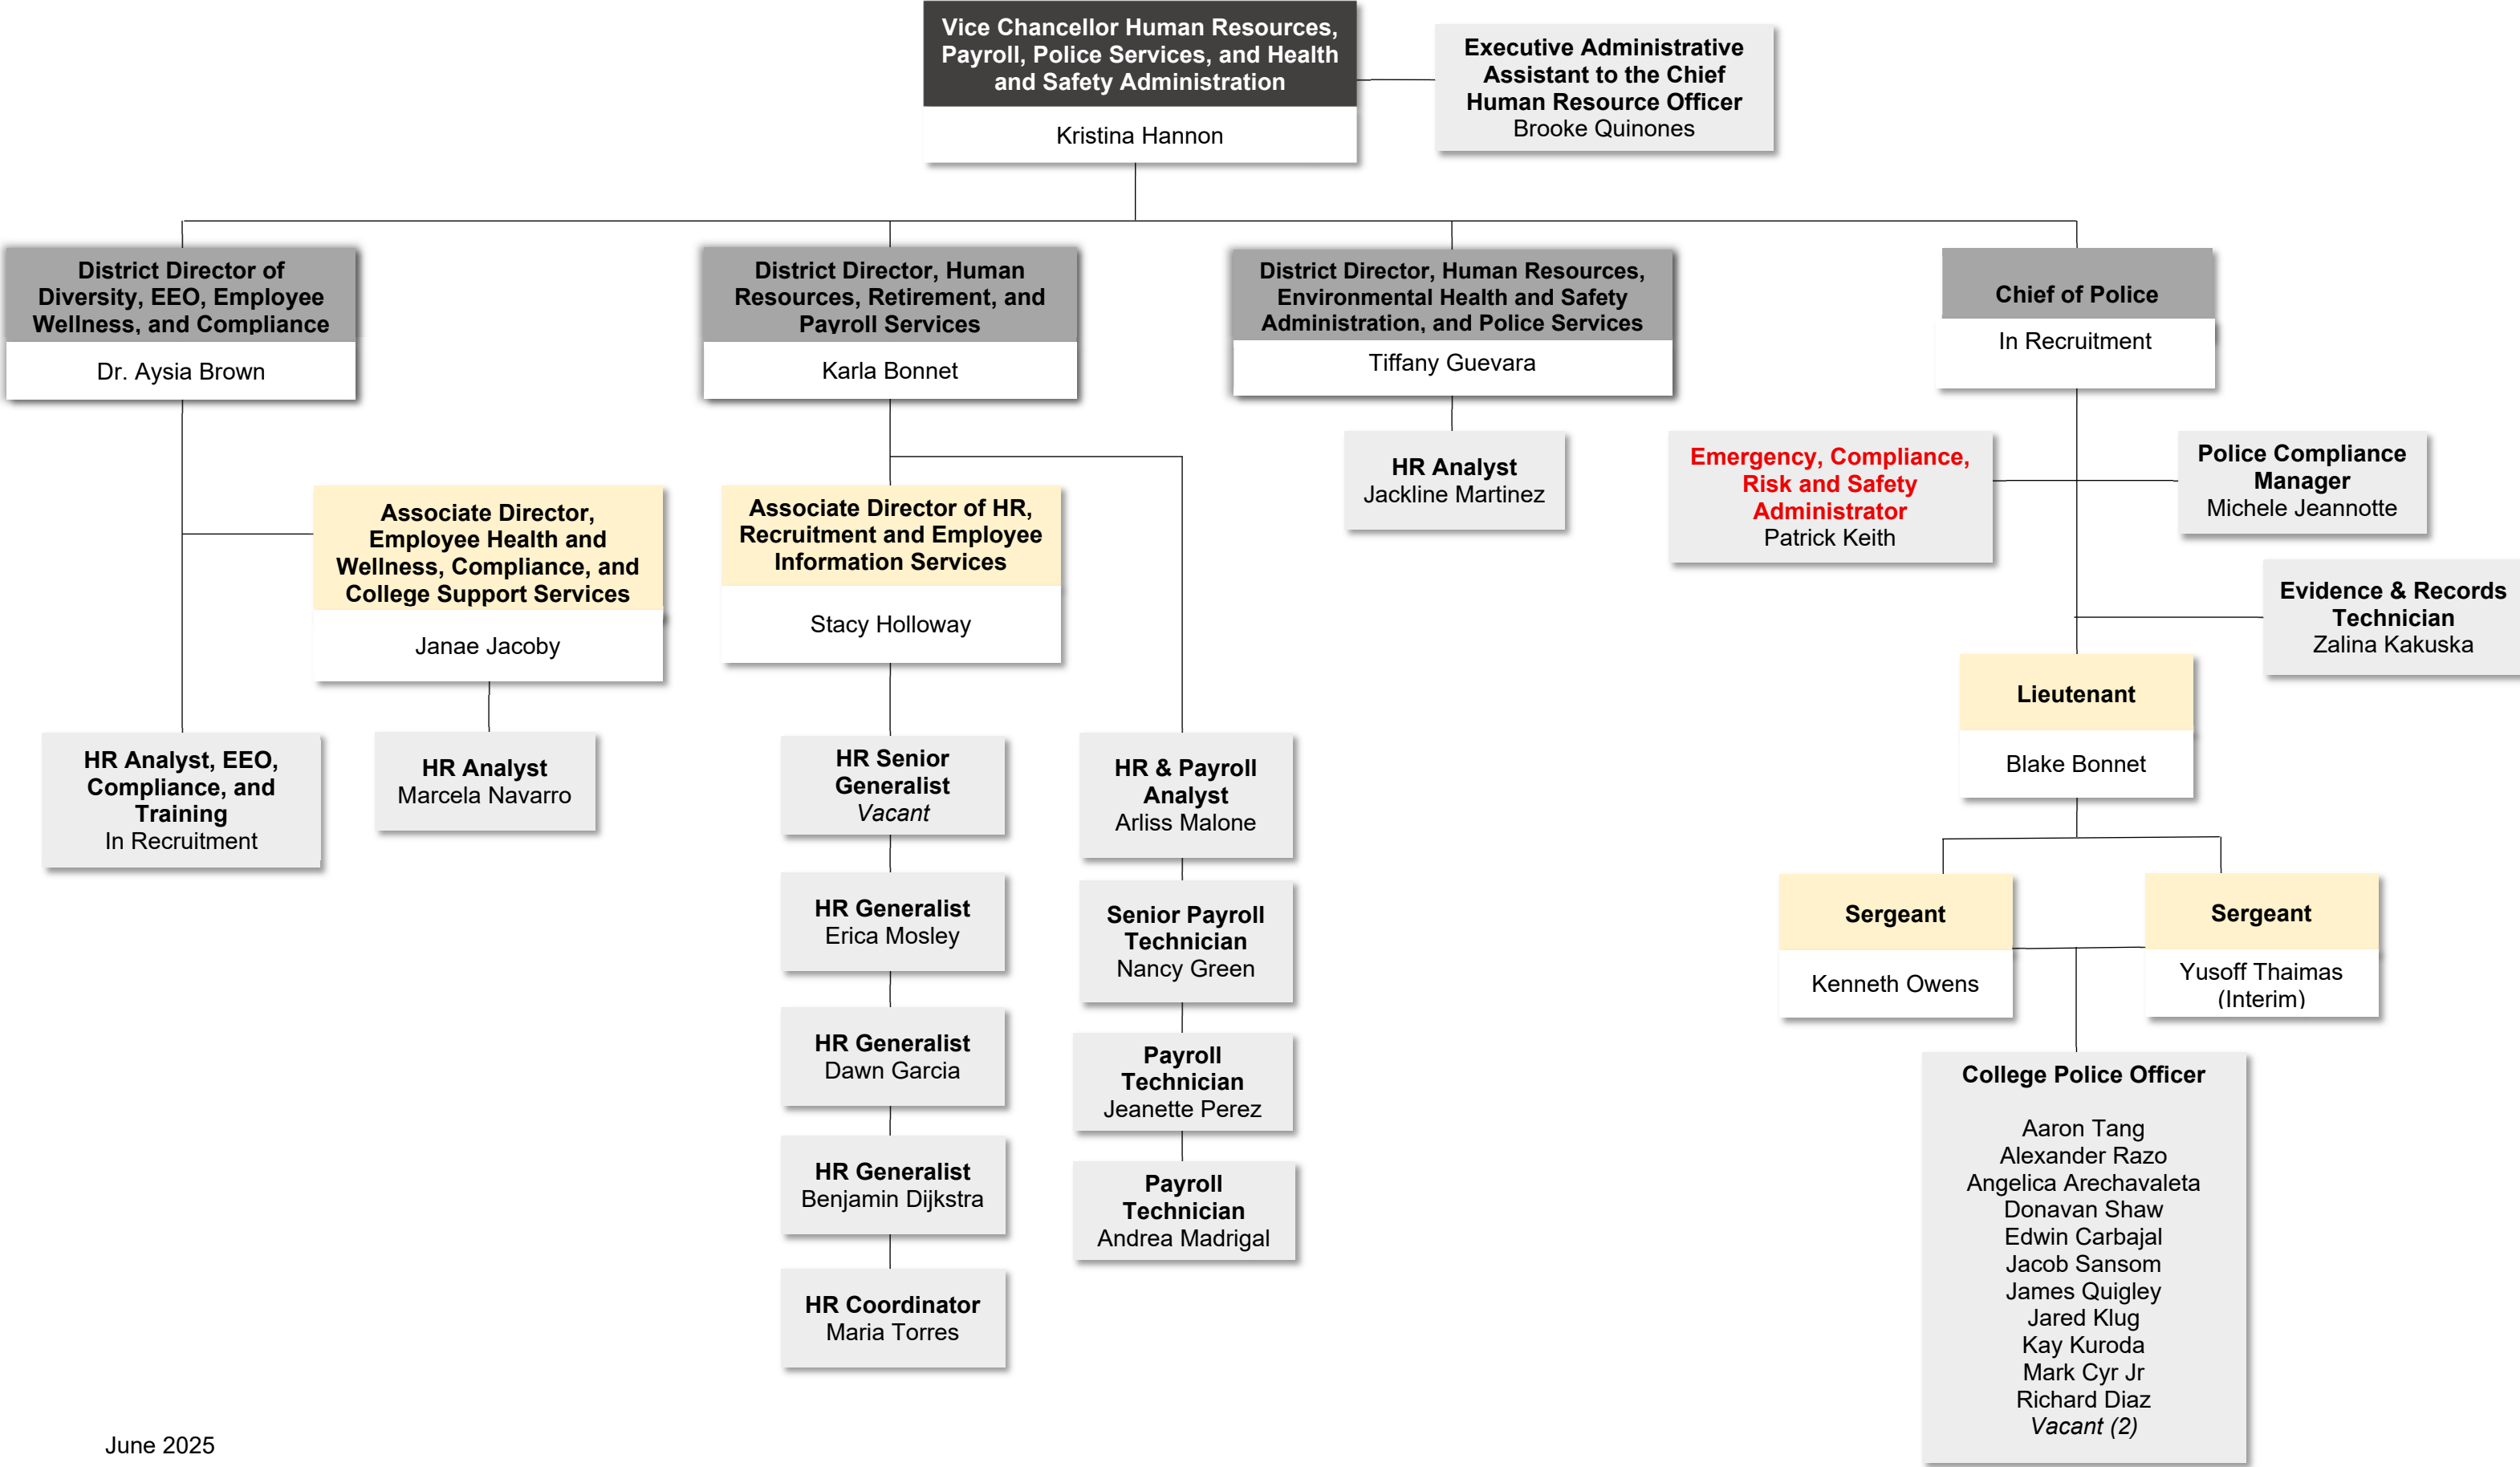 Vice Chancellor Human Resources,
Payroll, Police Services, and Health
and Safety Administration
Kristina Hannon
Executive Administrative
Assistant to the Chief
Human Resource Officer
Brooke Quinones
District Director of
Diversity, EEO, Employee
Wellness, and Compliance
Dr. Aysia Brown
District Director, Human
Resources, Retirement, and
Payroll Services
Karla Bonnet
District Director, Human Resources,
Environmental Health and Safety
Administration, and Police Services
Tiffany Guevara
Chief of Police
In Recruitment
HR Analyst
Jackline Martinez
Emergency, Compliance,
Risk and Safety
Administrator
Patrick Keith
Police Compliance
Manager
Michele Jeannotte
Associate Director,
Employee Health and
Wellness, Compliance, and
College Support Services
Janae Jacoby
Associate Director of HR,
Recruitment and Employee
Information Services
Stacy Holloway
Evidence & Records
Technician
Zalina Kakuska
Lieutenant
Blake Bonnet
HR Analyst, EEO,
Compliance, and
Training
In Recruitment
HR Analyst
Marcela Navarro
HR Senior
Generalist
Vacant
HR & Payroll
Analyst
Arliss Malone
HR Generalist
Erica Mosley
Senior Payroll
Technician
Nancy Green
Sergeant
Kenneth Owens
Sergeant
Yusoff Thaimas
(Interim)
HR Generalist
Dawn Garcia
Payroll
Technician
Jeanette Perez
HR Generalist
Benjamin Dijkstra
Payroll
Technician
Andrea Madrigal
HR Coordinator
Maria Torres
College Police Officer
Aaron Tang
Alexander Razo
Angelica Arechavaleta
Donavan Shaw
Edwin Carbajal
Jacob Sansom
James Quigley
Jared Klug
Kay Kuroda
Mark Cyr Jr
Richard Diaz
Vacant (2)
June 2025